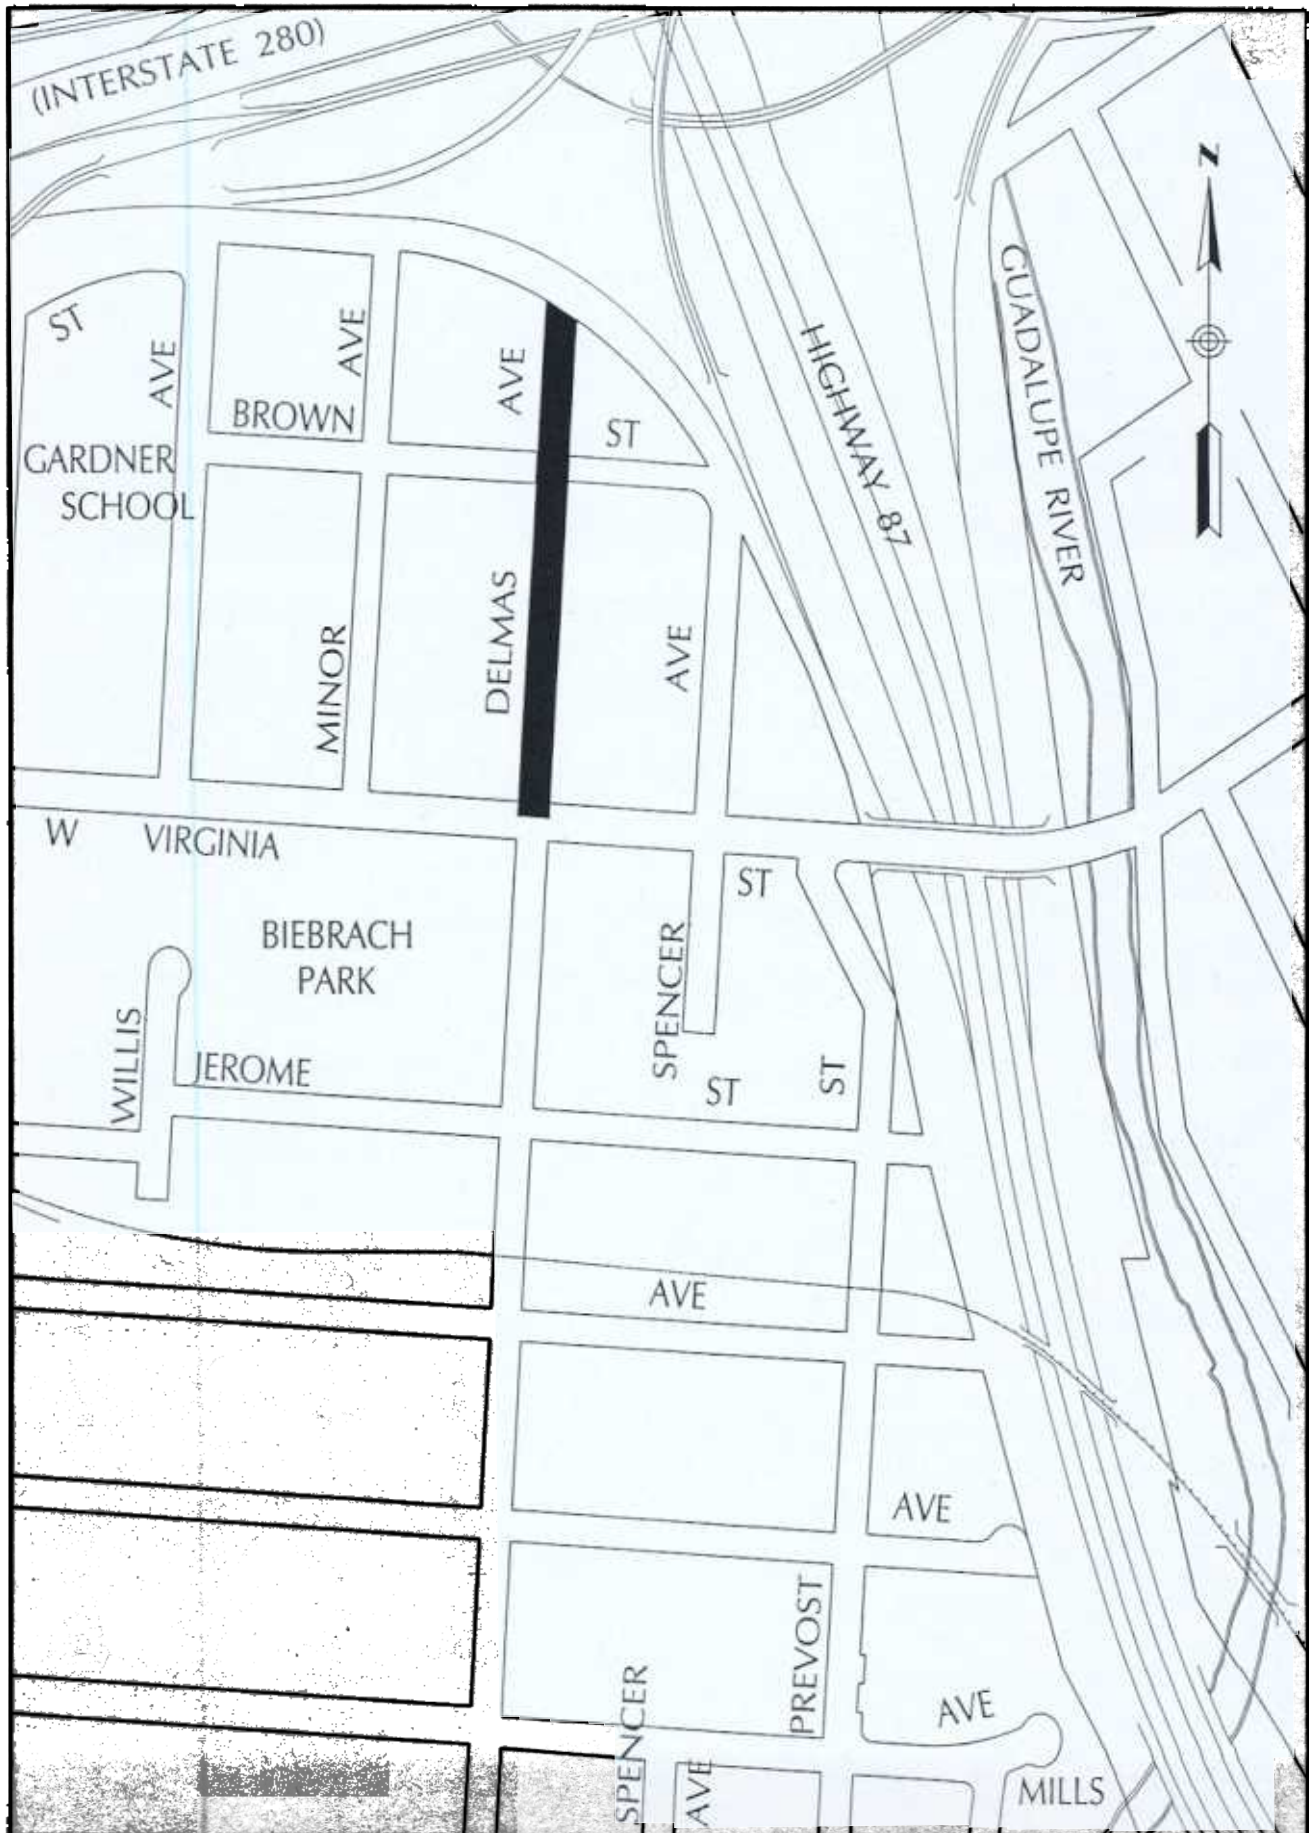 (INTERSTATE 280)
N
GUADALUPE RIVER
HIGHWAY 87
ST
AVE
AVE
AVE
BROWN
ST
GARDNER
SCHOOL
MINOR
DELMAS
AVE
W VIRGINIA
ST
BIEBRACH
PARK
SPENCER
WILLIS
JEROME
ST
ST
AVE
AVE
PREVOST
SPENCER
AVE
AVE
MILLS